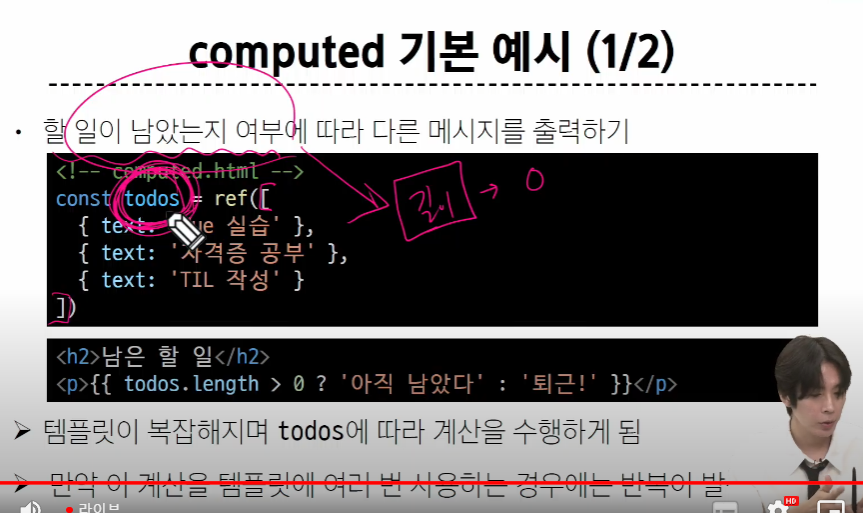 computed 기본 예시 (1/2)
• 할 일이 남았는지 여부에 따라 다른 메시지를 출력하기
<!-- computed.html -->
const todos = ref([
길이 → 0
{ text: 실습' },
{ text: '자격증 공부' },
{ text: 'TIL 작성' }
])
<h2>남은 할 일</h2>
<p>{{ todos.length > 0 ? '아직 남았다' : '퇴근!' }}</p>
➤ 템플릿이 복잡해지며 todos에 따라 계산을 수행하게 됨
➤ 만약 이 계산을 템플릿에 여러 번 사용하는 경우에는 반복이 발
라이브
HD